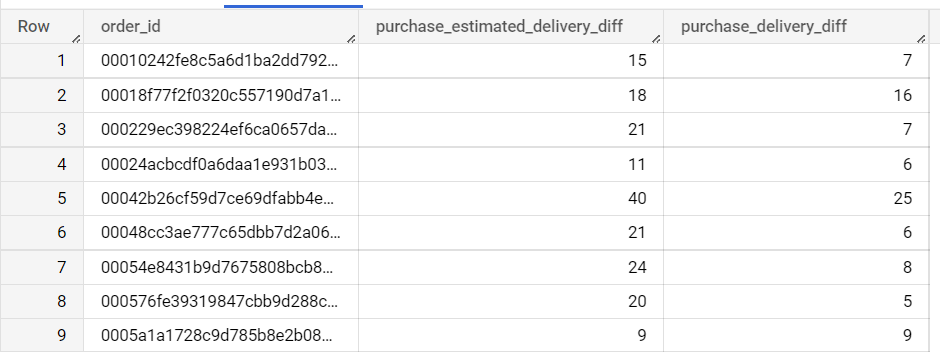 Row order_id purchase_estimated_delivery_diff purchase_delivery_diff
1 00010242fe8c5a6d1ba2dd792... 15 7
2 00018f77f2f0320c557190d7a1... 18 16
3 000229ec398224ef6ca0657da... 21 7
4 00024acbcdf0a6daa1e931b03... 11 6
5 00042b26cf59d7ce69dfabb4e... 40 25
6 00048cc3ae777c65dbb7d2a06... 21 6
7 00054e8431b9d7675808bcb8... 24 8
8 000576fe39319847cbb9d288c... 20 5
9 0005a1a1728c9d785b8e2b08... 9 9